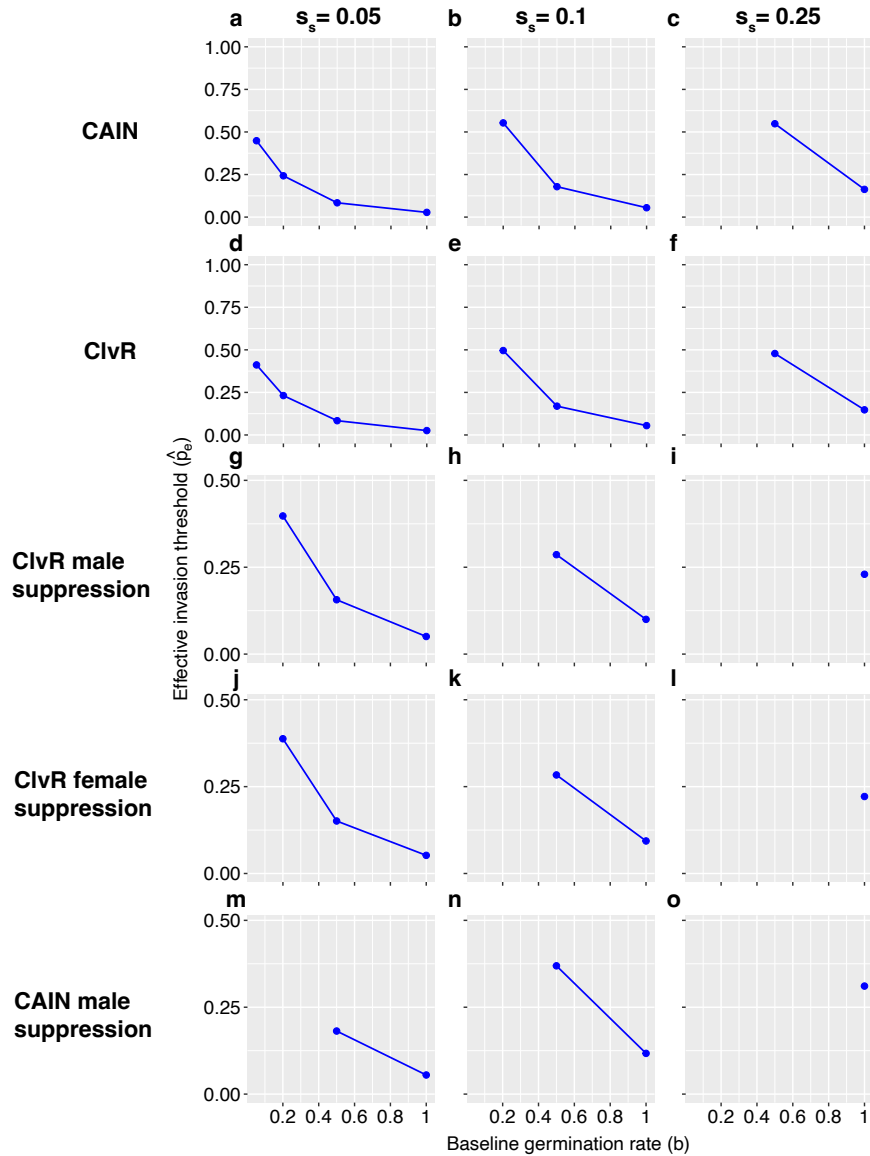 a s_s = 0.05 b s_s = 0.1 c s_s = 0.25
1.00
0.75
CAIN
0.50
0.25
0.00
d e f
1.00
0.75
ClvR
0.50
0.25
0.00
g h i
0.50
ClvR male
suppression
0.25
0.00
Effective invasion threshold (p̂_e)
j k l
0.50
ClvR female
suppression
0.25
0.00
m n o
0.50
CAIN male
suppression
0.25
0.00
0.2 0.4 0.6 0.8 1 0.2 0.4 0.6 0.8 1 0.2 0.4 0.6 0.8 1
Baseline germination rate (b)